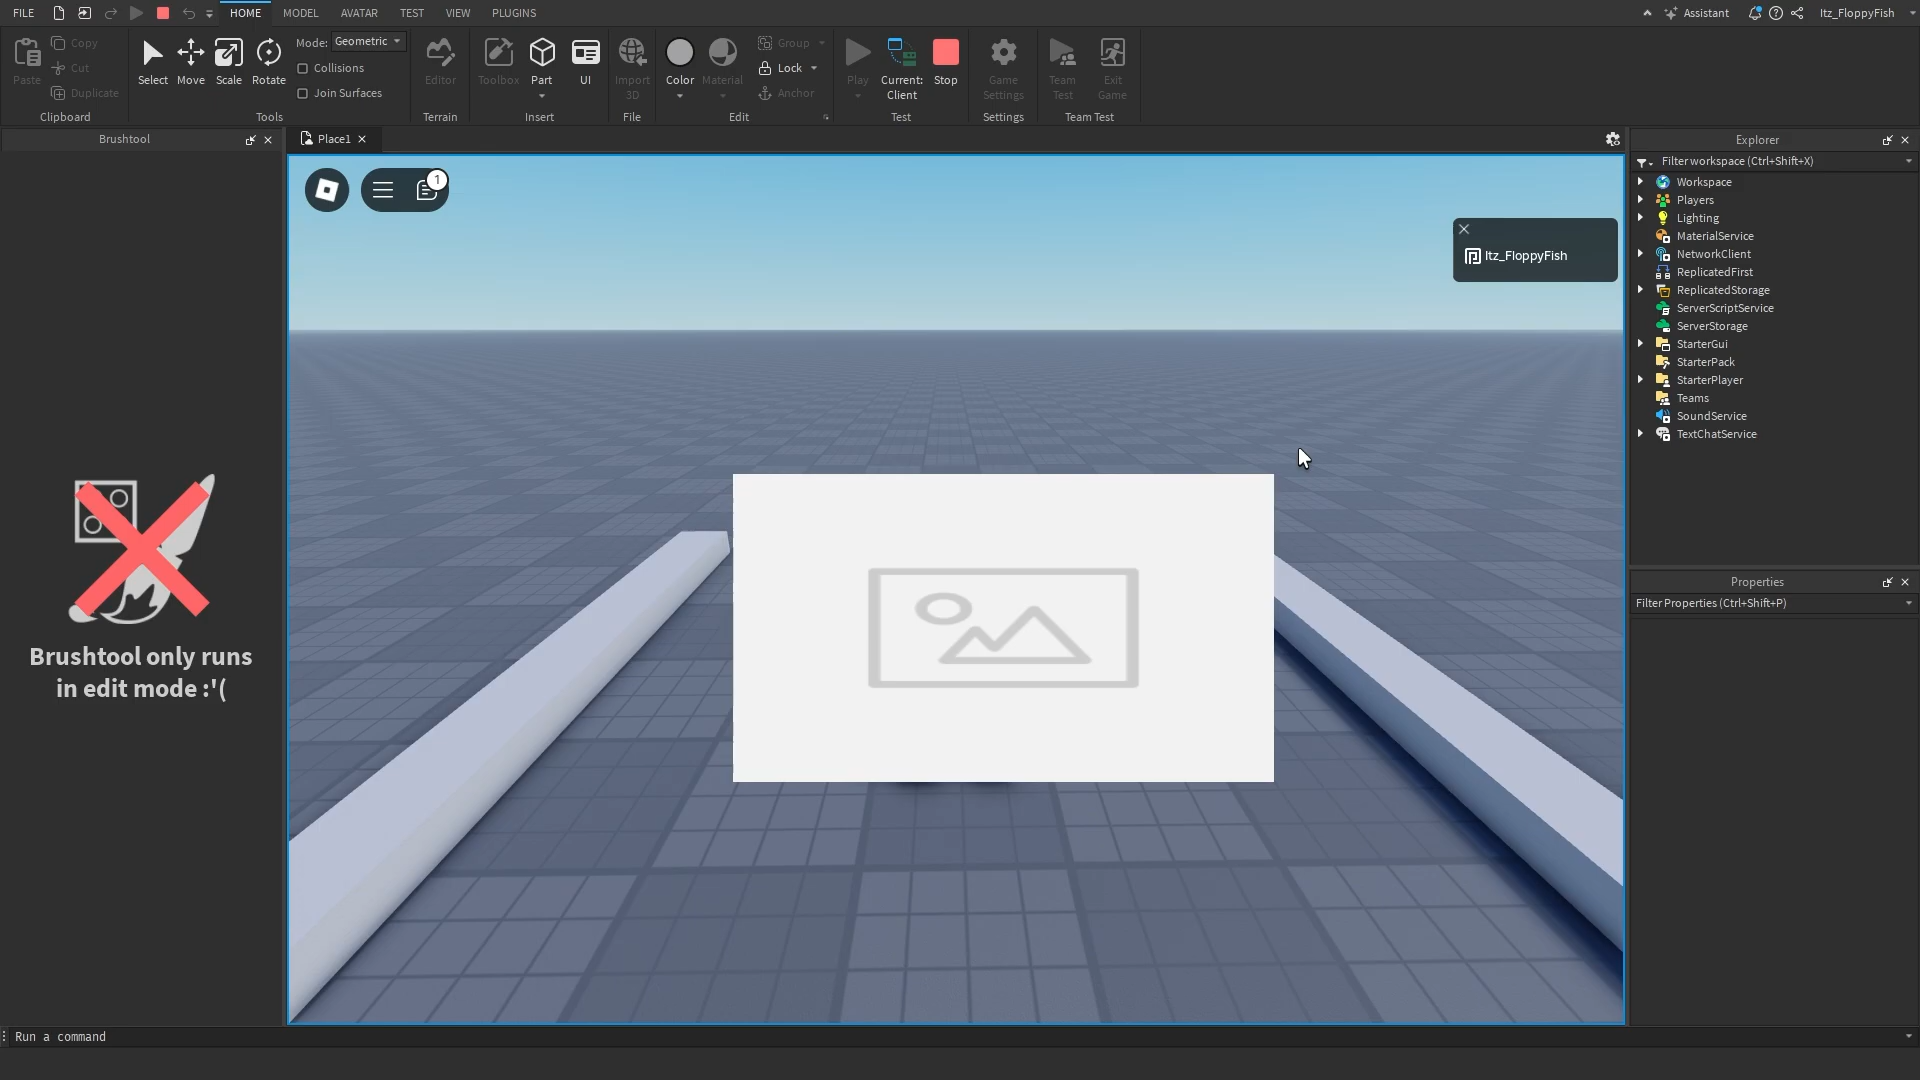 FILE HOME MODEL AVATAR TEST VIEW PLUGINS Assistant Itz_FloppyFish
Paste
Copy
Cut
Duplicate
Clipboard
Select Move Scale Rotate
Mode: Geometric
Collisions
Join Surfaces
Tools
Editor
Terrain
Toolbox Part UI
Insert
Import
3D
File
Color Material
Group
Lock
Anchor
Edit
Play
Current:
Client
Stop
Test
Game
Settings
Settings
Team
Test
Exit
Game
Team Test
Brushtool
Brushtool only runs
in edit mode :'(
Place1
1
Itz_FloppyFish
Explorer
Filter workspace (Ctrl+Shift+X)
Workspace
Players
Lighting
MaterialService
NetworkClient
ReplicatedFirst
ReplicatedStorage
ServerScriptService
ServerStorage
StarterGui
StarterPack
StarterPlayer
Teams
SoundService
TextChatService
Properties
Filter Properties (Ctrl+Shift+P)
Run a command